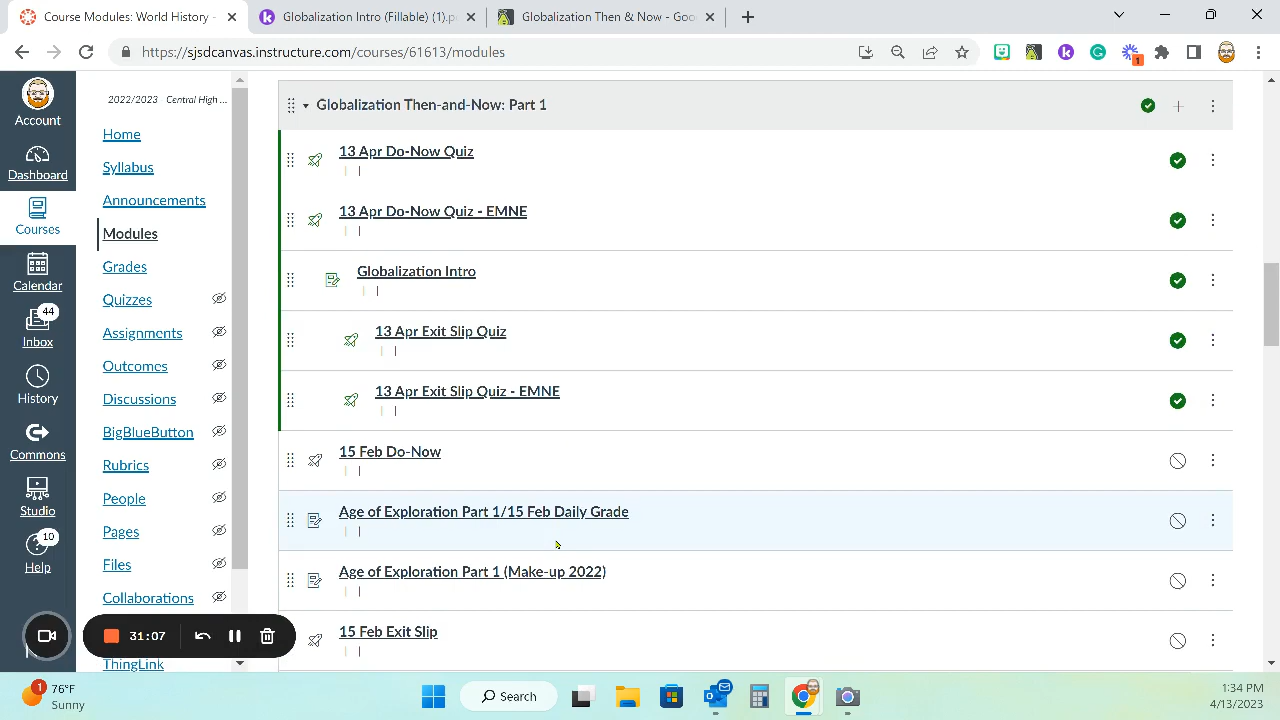 Course Modules: World History -
Globalization Intro (Fillable) (1).p
Globalization Then & Now - Goo
https://sjsdcanvas.instructure.com/courses/61613/modules
1
Account
Dashboard
Courses
Calendar
44
Inbox
History
Commons
Studio
10
Help
2022/2023 Central High ...
Home
Syllabus
Announcements
Modules
Grades
Quizzes
Assignments
Outcomes
Discussions
BigBlueButton
Rubrics
People
Pages
Files
Collaborations
ThingLink
Globalization Then-and-Now: Part 1
13 Apr Do-Now Quiz
13 Apr Do-Now Quiz - EMNE
Globalization Intro
13 Apr Exit Slip Quiz
13 Apr Exit Slip Quiz - EMNE
15 Feb Do-Now
Age of Exploration Part 1/15 Feb Daily Grade
Age of Exploration Part 1 (Make-up 2022)
15 Feb Exit Slip
31:07
1
76°F
Sunny
Search
1:34 PM
4/13/2023